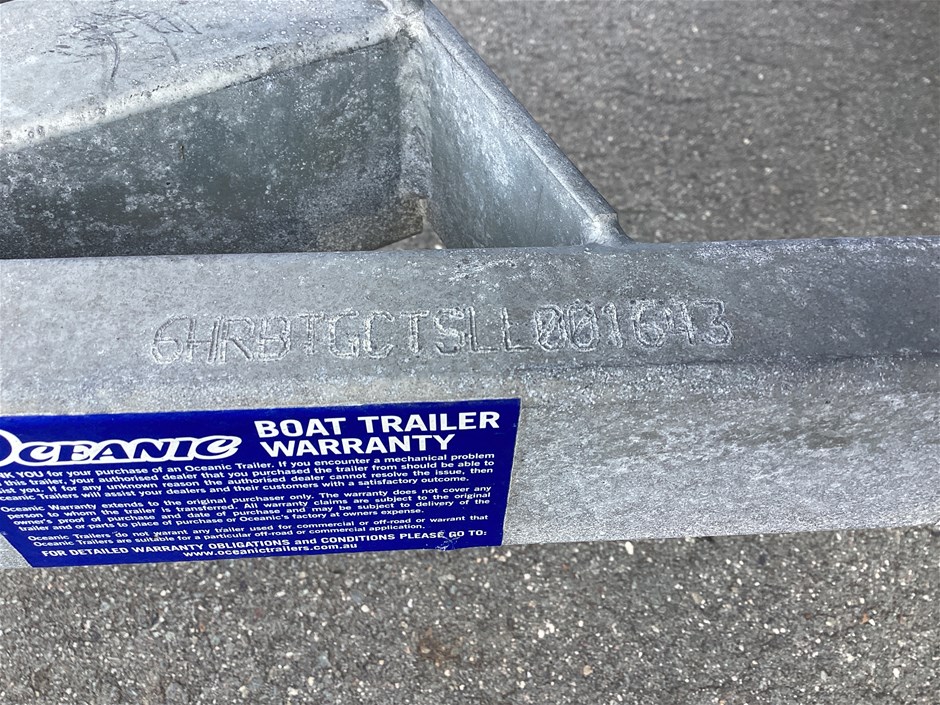 6HRBTGCTSLL001643
OCEANIC BOAT TRAILER
WARRANTY
K YOU for your purchase of an Oceanic Trailer. If you encounter a mechanical problem
this trailer, your authorised dealer that you purchased the trailer from should be able to
ist you, If for any unknown reason the authorised dealer cannot resolve the issue, then
ceanic Trailers will assist your dealers and their customers with a satisfactory outcome.
Oceanic Warranty extends to the original purchaser only. The warranty does not cover any
person to whom the trailer is transferred. All warranty claims are subject to the original
owner's proof of purchase and date of purchase and may be subject to delivery of the
trailer and or parts to place of purchase or Oceanic's factory at owners expense.
Oceanic Trailers do not warrant any trailer used for commercial or off-road or warrant that
Oceanic Trailers are suitable for a particular off-road or commercial application.
FOR DETAILED WARRANTY OBLIGATIONS and CONDITIONS PLEASE GO TO:
www.oceanictrailers.com.au